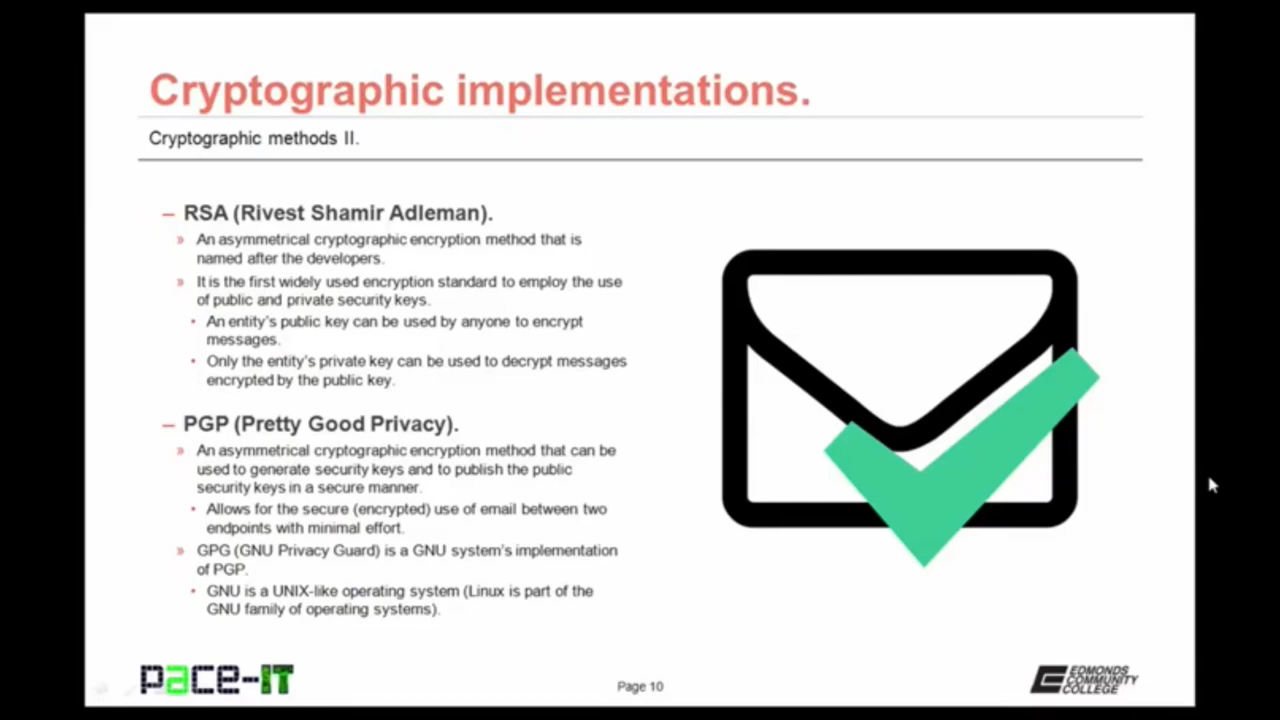 Cryptographic implementations.
Cryptographic methods II.
– RSA (Rivest Shamir Adleman).
» An asymmetrical cryptographic encryption method that is
named after the developers.
» It is the first widely used encryption standard to employ the use
of public and private security keys.
• An entity's public key can be used by anyone to encrypt
messages.
• Only the entity's private key can be used to decrypt messages
encrypted by the public key.
– PGP (Pretty Good Privacy).
» An asymmetrical cryptographic encryption method that can be
used to generate security keys and to publish the public
security keys in a secure manner.
• Allows for the secure (encrypted) use of email between two
endpoints with minimal effort.
» GPG (GNU Privacy Guard) is a GNU system's implementation
of PGP.
• GNU is a UNIX-like operating system (Linux is part of the
GNU family of operating systems).
pace-IT
Page 10
EDMONDS
COMMUNITY
COLLEGE